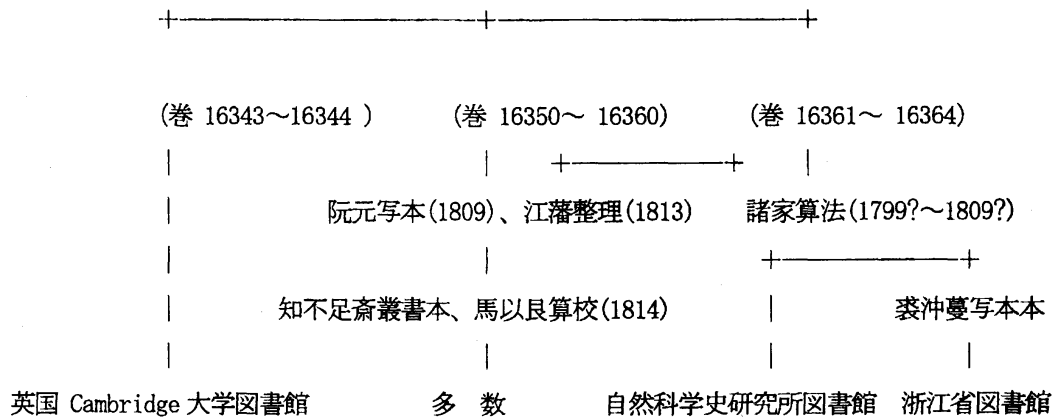 (巻 16343～16344 ) (巻 16350～ 16360) (巻 16361～ 16364)
阮元写本(1809)、江藩整理(1813) 諸家算法(1799?～1809?)
知不足斎叢書本、馬以艮算校(1814) 裘沖蔓写本本
英国 Cambridge 大学図書館 多 数 自然科学史研究所図書館 浙江省図書館